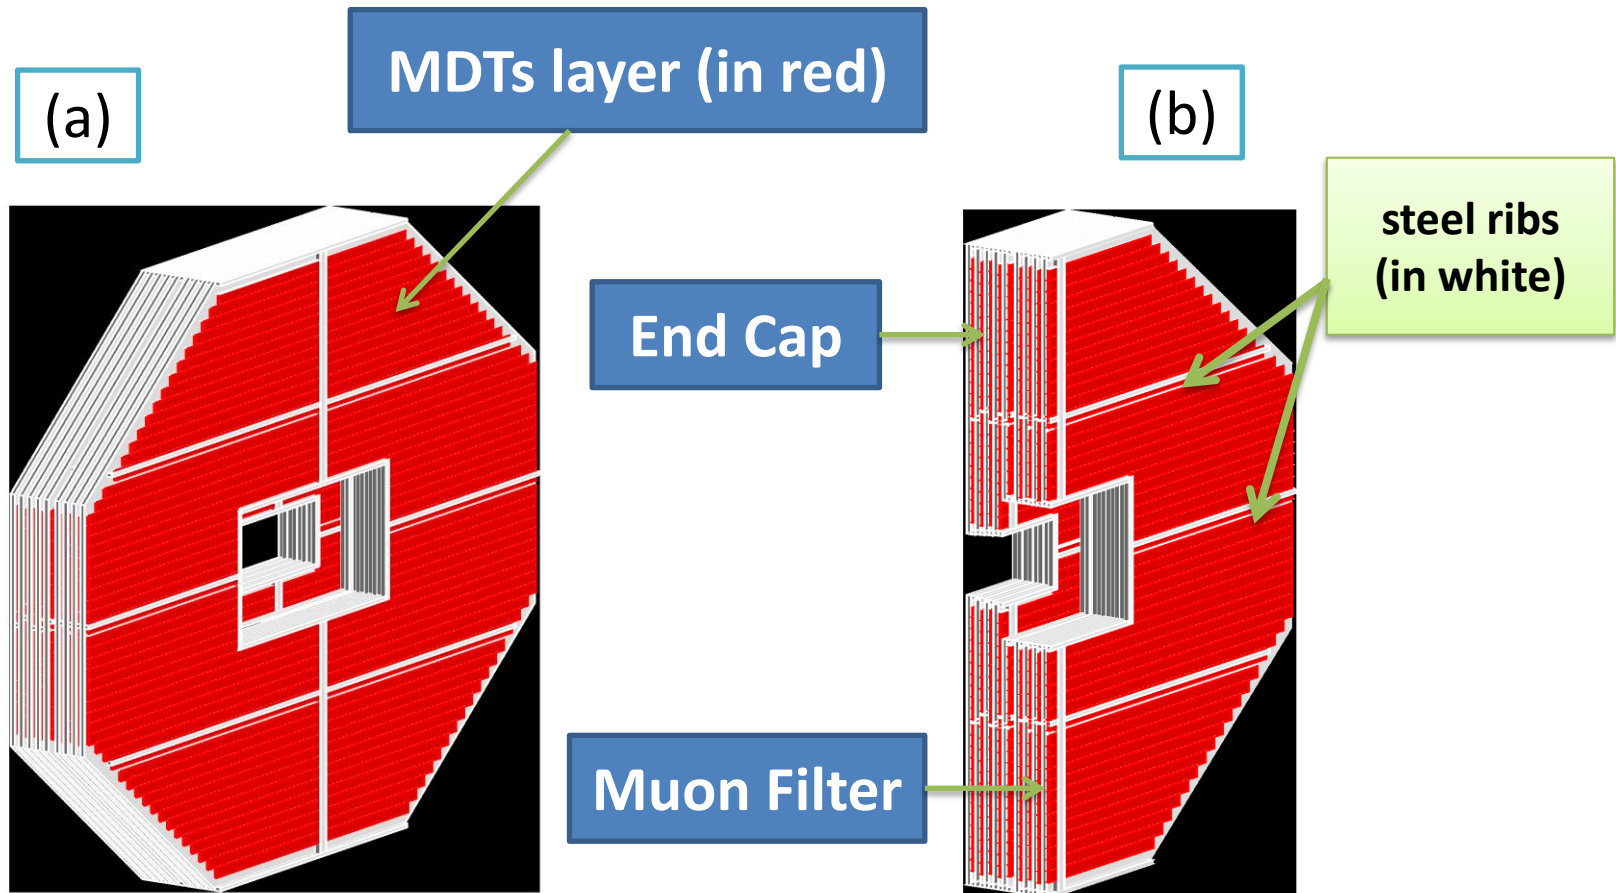 MDTs layer (in red)
(a)
(b)
steel ribs
(in white)
End Cap
Muon Filter